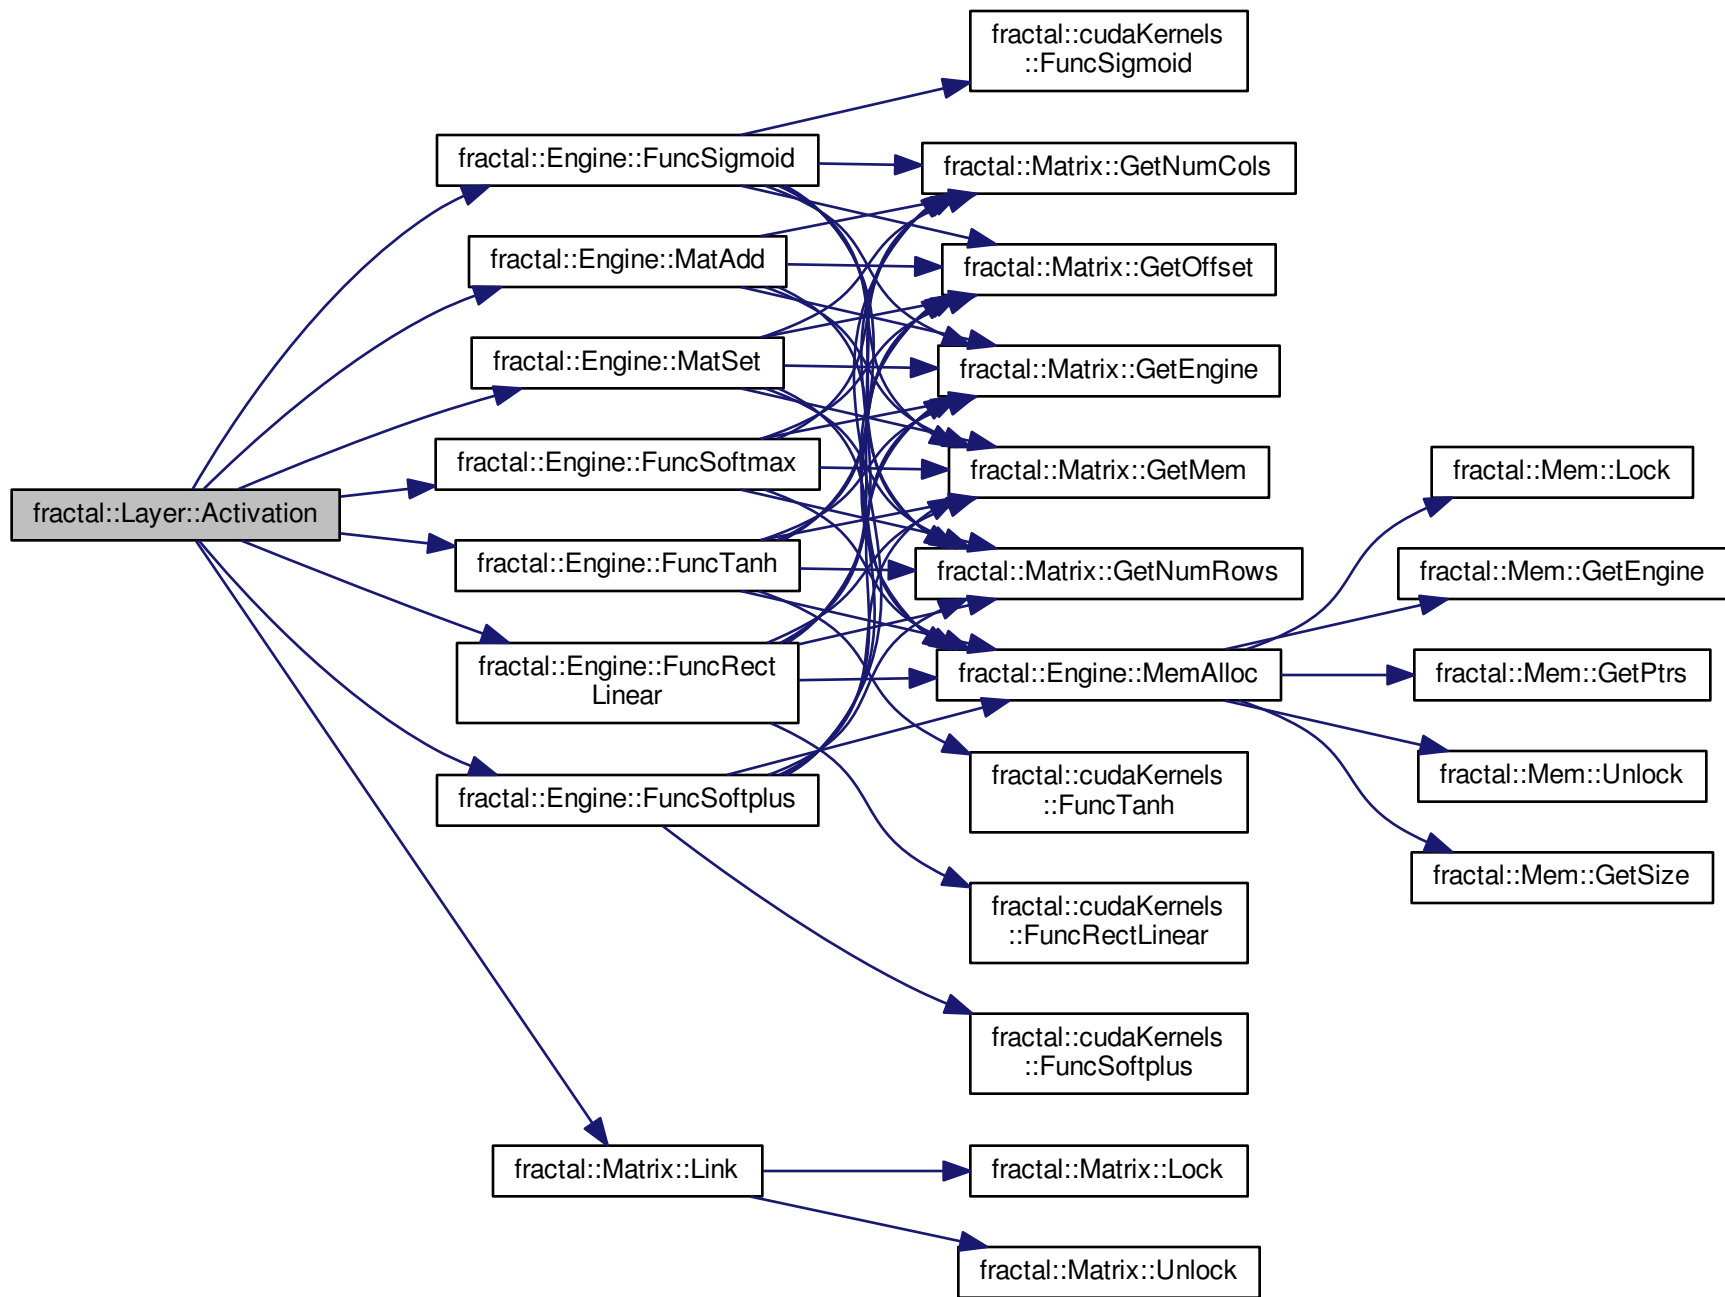 fractal::Layer::Activation
fractal::Engine::FuncSigmoid
fractal::Engine::MatAdd
fractal::Engine::MatSet
fractal::Engine::FuncSoftmax
fractal::Engine::FuncTanh
fractal::Engine::FuncRect
Linear
fractal::Engine::FuncSoftplus
fractal::Matrix::Link
fractal::cudaKernels
::FuncSigmoid
fractal::Matrix::GetNumCols
fractal::Matrix::GetOffset
fractal::Matrix::GetEngine
fractal::Matrix::GetMem
fractal::Matrix::GetNumRows
fractal::Engine::MemAlloc
fractal::cudaKernels
::FuncTanh
fractal::cudaKernels
::FuncRectLinear
fractal::cudaKernels
::FuncSoftplus
fractal::Matrix::Lock
fractal::Matrix::Unlock
fractal::Mem::Lock
fractal::Mem::GetEngine
fractal::Mem::GetPtrs
fractal::Mem::Unlock
fractal::Mem::GetSize